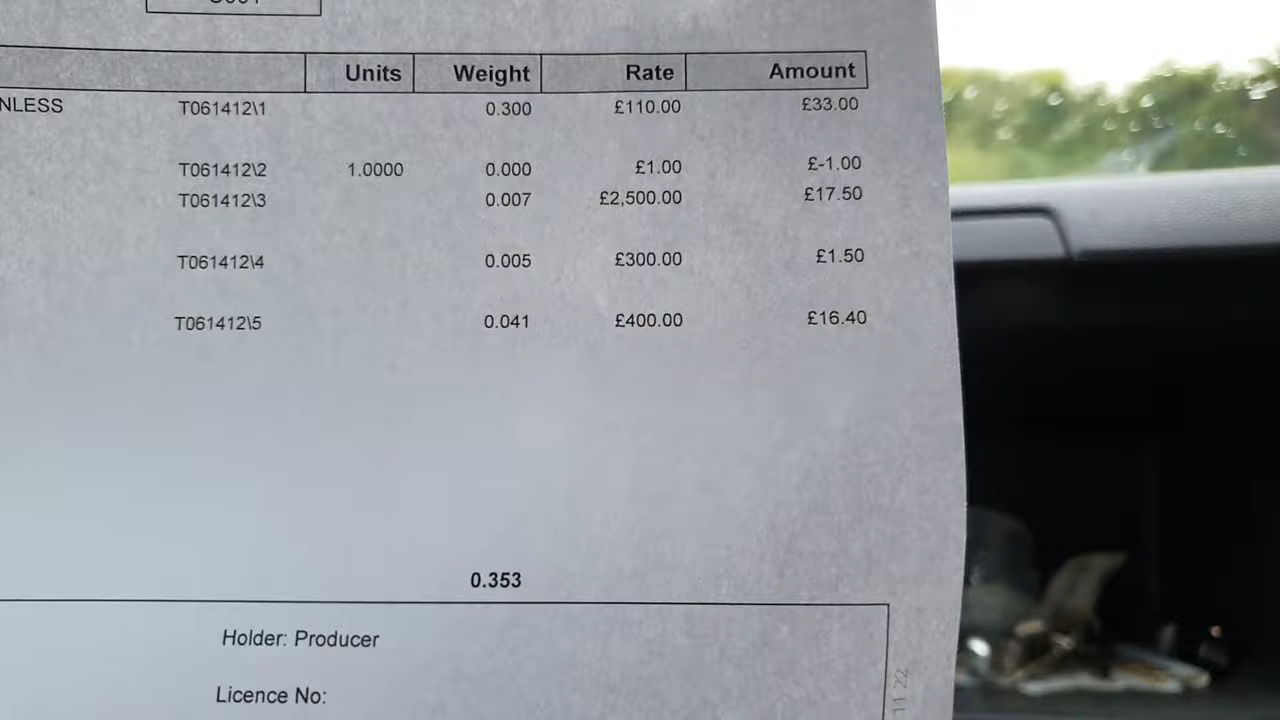 Units Weight Rate Amount
NLESS T061412\1 0.300 £110.00 £33.00
T061412\2 1.0000 0.000 £1.00 £-1.00
T061412\3 0.007 £2,500.00 £17.50
T061412\4 0.005 £300.00 £1.50
T061412\5 0.041 £400.00 £16.40
0.353
Holder: Producer
Licence No:
11 22